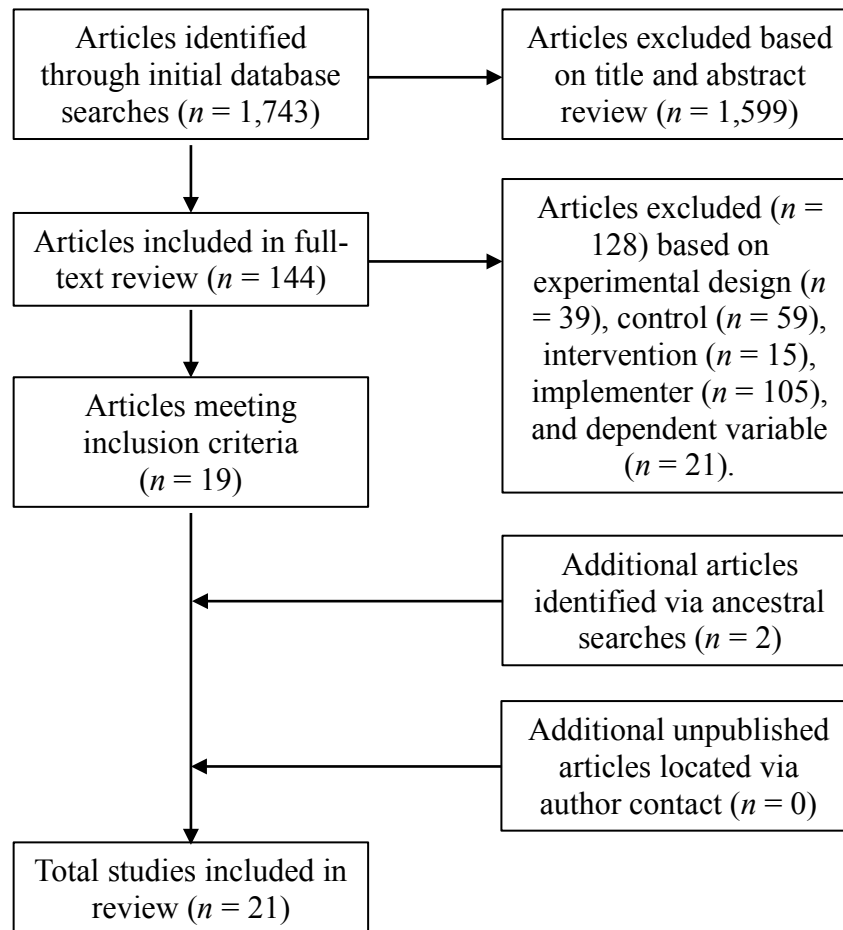 Articles identified
through initial database
searches (n = 1,743)
Articles excluded based
on title and abstract
review (n = 1,599)
Articles included in full-
text review (n = 144)
Articles excluded (n =
128) based on
experimental design (n
= 39), control (n = 59),
intervention (n = 15),
implementer (n = 105),
and dependent variable
(n = 21).
Articles meeting
inclusion criteria
(n = 19)
Additional articles
identified via ancestral
searches (n = 2)
Additional unpublished
articles located via
author contact (n = 0)
Total studies included in
review (n = 21)